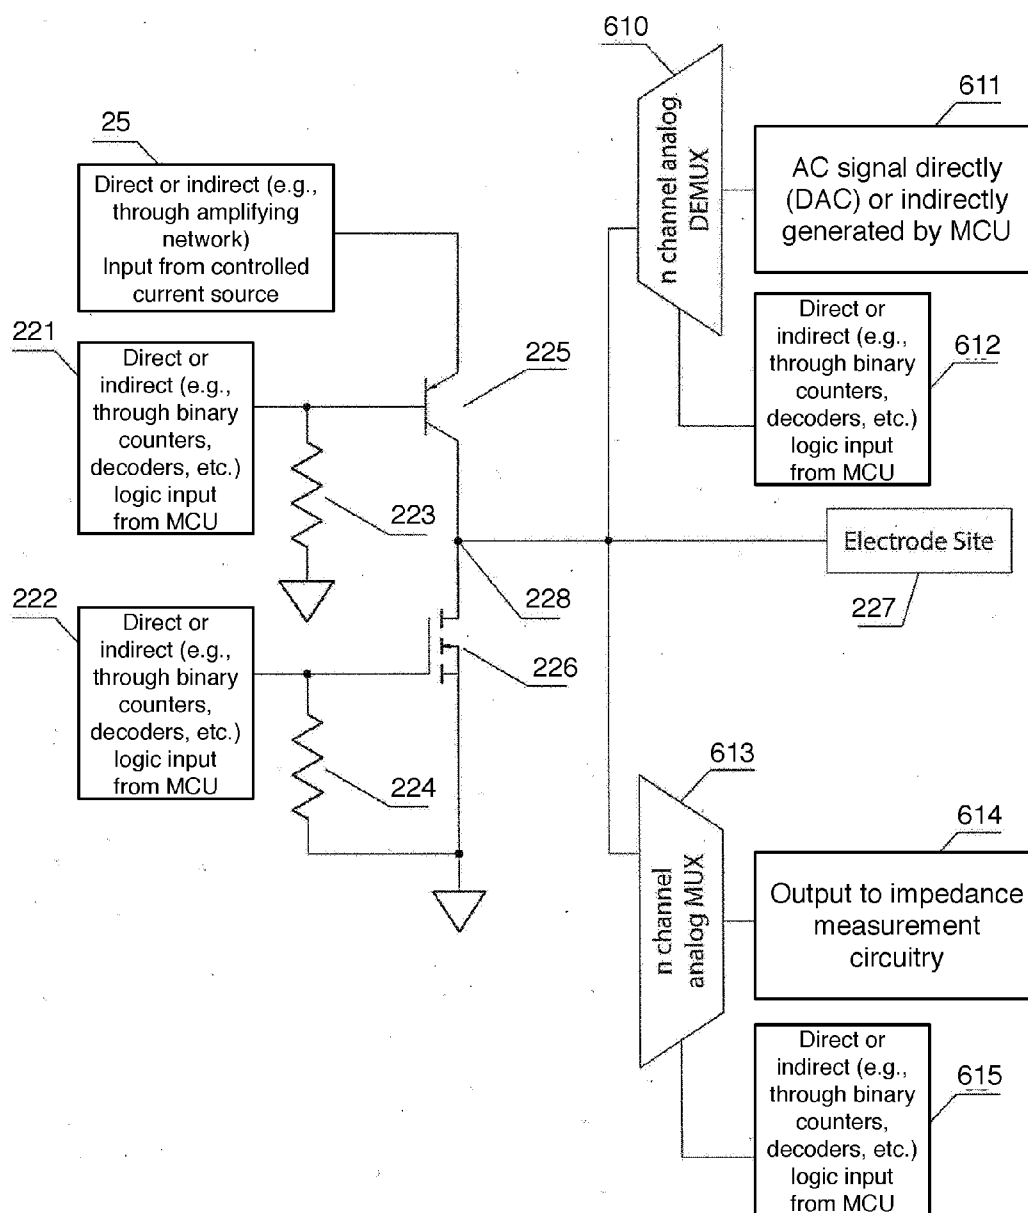 610
n channel analog
DEMUX
611
AC signal directly
(DAC) or indirectly
generated by MCU
25
Direct or indirect (e.g.,
through amplifying
network)
Input from controlled
current source
221
Direct or
indirect (e.g.,
through binary
counters,
decoders, etc.)
logic input
from MCU
225
223
612
Direct or
indirect (e.g.,
through binary
counters,
decoders, etc.)
logic input
from MCU
Electrode Site
227
228
222
Direct or
indirect (e.g.,
through binary
counters,
decoders, etc.)
logic input
from MCU
226
224
613
n channel
analog MUX
614
Output to impedance
measurement
circuitry
615
Direct or
indirect (e.g.,
through binary
counters,
decoders, etc.)
logic input
from MCU